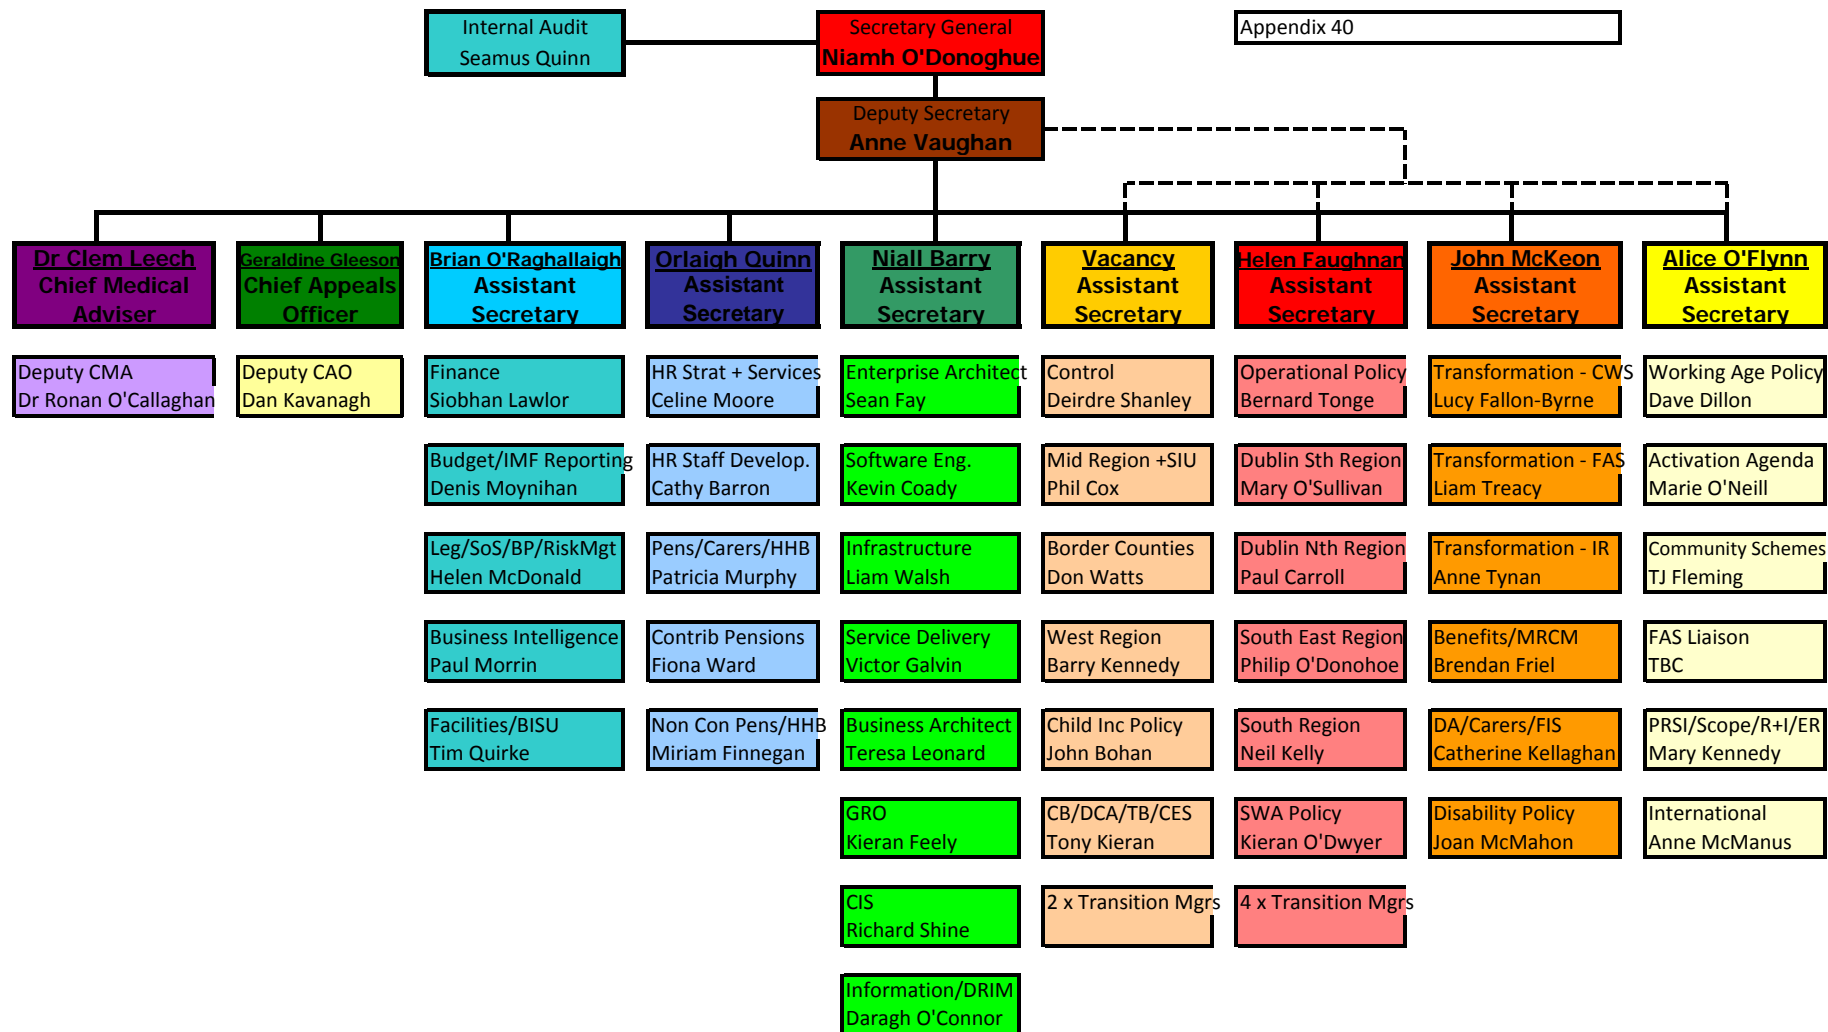 Internal Audit
Seamus Quinn
Secretary General
Niamh O'Donoghue
Appendix 40
Deputy Secretary
Anne Vaughan
Dr Clem Leech
Chief Medical
Adviser
Geraldine Gleeson
Chief Appeals
Officer
Brian O'Raghallaigh
Assistant
Secretary
Orlaigh Quinn
Assistant
Secretary
Niall Barry
Assistant
Secretary
Vacancy
Assistant
Secretary
Helen Faughnan
Assistant
Secretary
John McKeon
Assistant
Secretary
Alice O'Flynn
Assistant
Secretary
Deputy CMA
Dr Ronan O'Callaghan
Deputy CAO
Dan Kavanagh
Finance
Siobhan Lawlor
HR Strat + Services
Celine Moore
Enterprise Architect
Sean Fay
Control
Deirdre Shanley
Operational Policy
Bernard Tonge
Transformation - CWS
Lucy Fallon-Byrne
Working Age Policy
Dave Dillon
Budget/IMF Reporting
Denis Moynihan
HR Staff Develop.
Cathy Barron
Software Eng.
Kevin Coady
Mid Region +SIU
Phil Cox
Dublin Sth Region
Mary O'Sullivan
Transformation - FAS
Liam Treacy
Activation Agenda
Marie O'Neill
Leg/SoS/BP/RiskMgt
Helen McDonald
Pens/Carers/HHB
Patricia Murphy
Infrastructure
Liam Walsh
Border Counties
Don Watts
Dublin Nth Region
Paul Carroll
Transformation - IR
Anne Tynan
Community Schemes
TJ Fleming
Business Intelligence
Paul Morrin
Contrib Pensions
Fiona Ward
Service Delivery
Victor Galvin
West Region
Barry Kennedy
South East Region
Philip O'Donohoe
Benefits/MRCM
Brendan Friel
FAS Liaison
TBC
Facilities/BISU
Tim Quirke
Non Con Pens/HHB
Miriam Finnegan
Business Architect
Teresa Leonard
Child Inc Policy
John Bohan
South Region
Neil Kelly
DA/Carers/FIS
Catherine Kellaghan
PRSI/Scope/R+I/ER
Mary Kennedy
GRO
Kieran Feely
CB/DCA/TB/CES
Tony Kieran
SWA Policy
Kieran O'Dwyer
Disability Policy
Joan McMahon
International
Anne McManus
CIS
Richard Shine
2 x Transition Mgrs
4 x Transition Mgrs
Information/DRIM
Daragh O'Connor